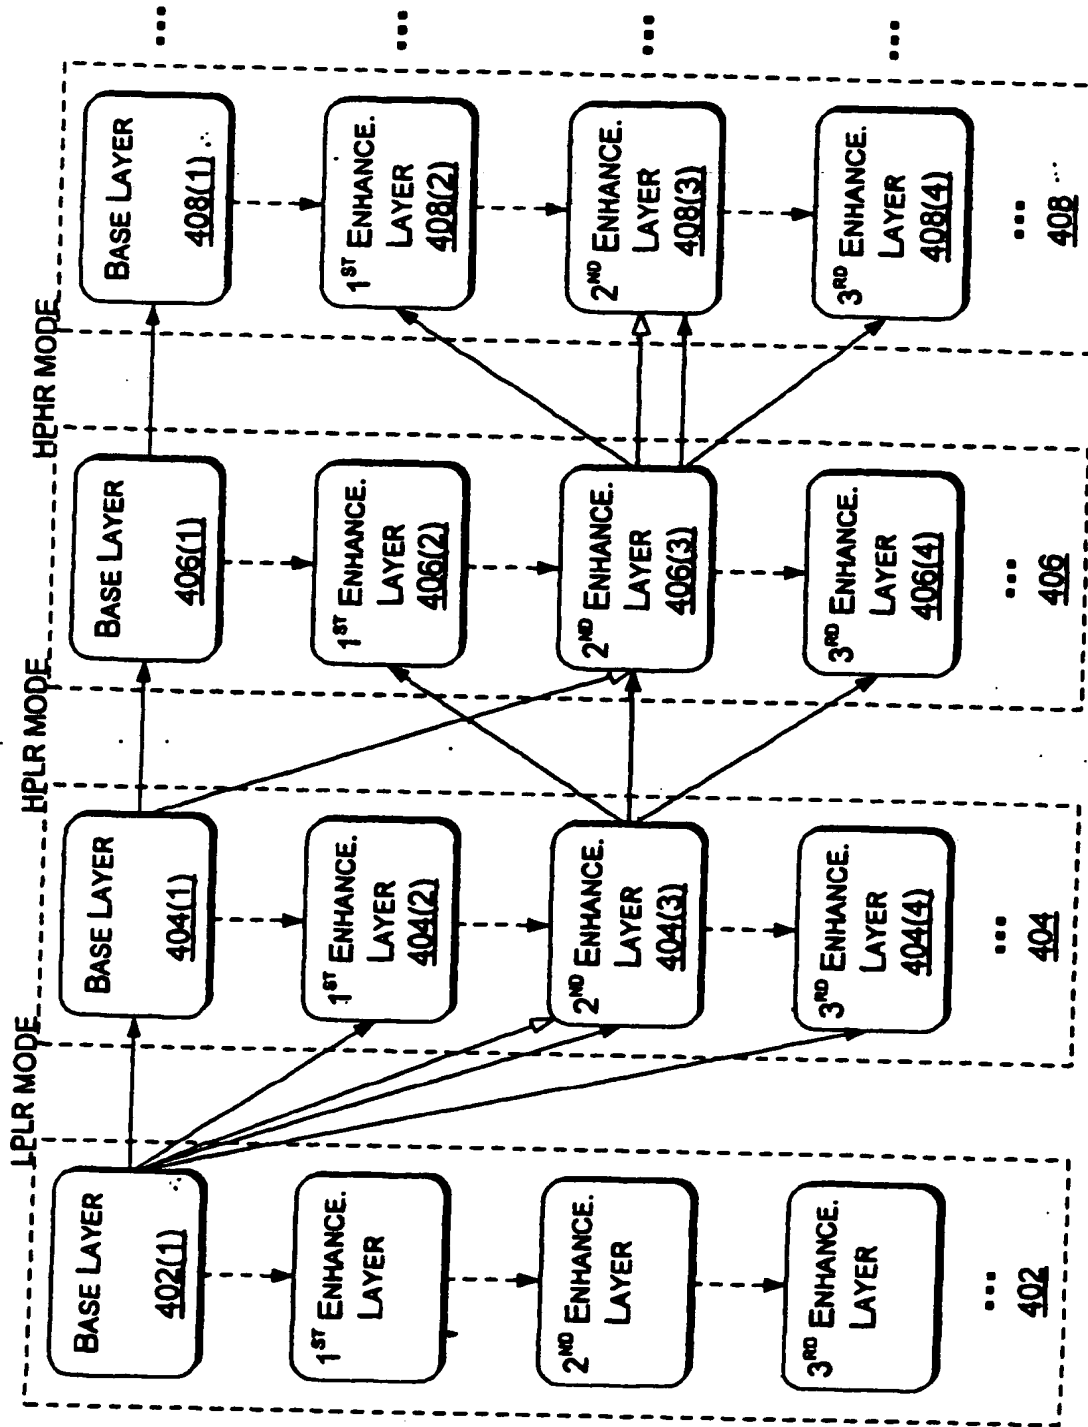 LPLR MODE
HPLR MODE
HPHR MODE
BASE LAYER
402(1)
1ST ENHANCE.
LAYER
2ND ENHANCE.
LAYER
3RD ENHANCE.
LAYER
...
402
BASE LAYER
404(1)
1ST ENHANCE.
LAYER
404(2)
2ND ENHANCE.
LAYER
404(3)
3RD ENHANCE.
LAYER
404(4)
...
404
BASE LAYER
406(1)
1ST ENHANCE.
LAYER
406(2)
2ND ENHANCE.
LAYER
406(3)
3RD ENHANCE.
LAYER
406(4)
...
406
BASE LAYER
408(1)
1ST ENHANCE.
LAYER
408(2)
2ND ENHANCE.
LAYER
408(3)
3RD ENHANCE.
LAYER
408(4)
...
408
...
...
...
...